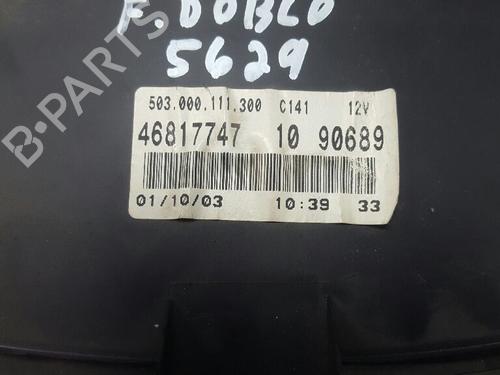 F. DOBLO
5629
503.000.111.300 C141 12V
46817747 10 90689
01/10/03 10:39 33
B-PARTS